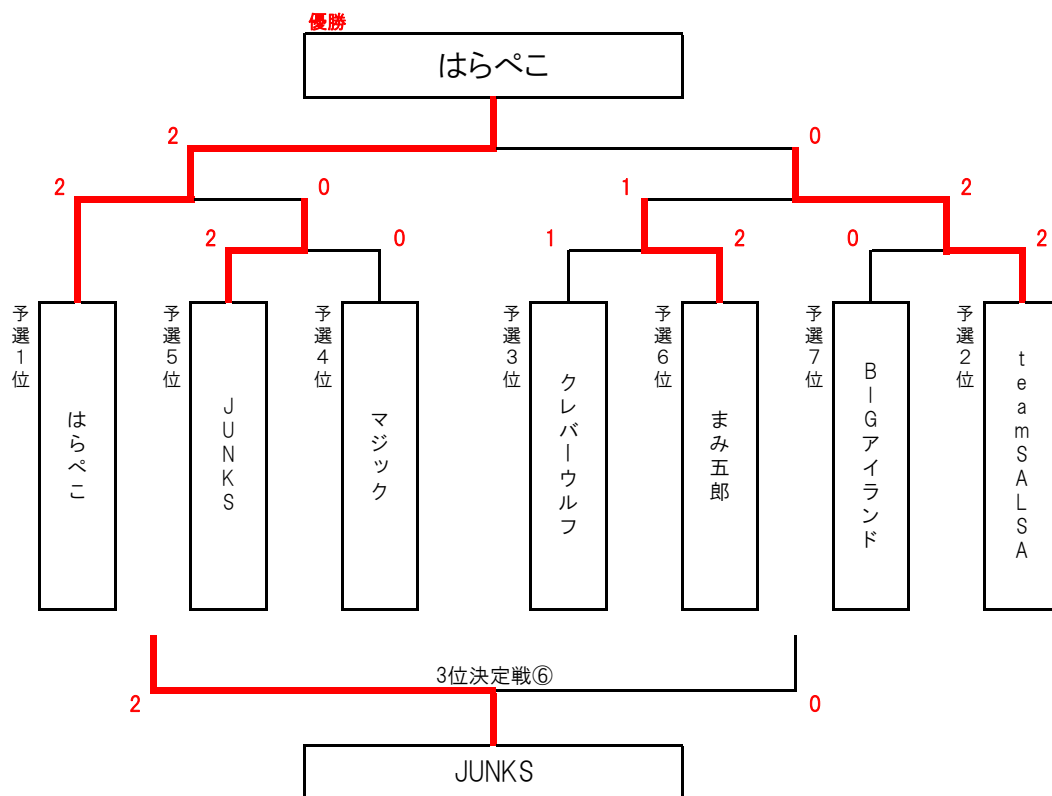 優勝
はらぺこ
2
0
2
0
1
2
2
0
1
2
0
2
予選1位
はらぺこ
予選5位
JUNKS
予選4位
マジック
予選3位
クレバーウルフ
予選6位
まみ五郎
予選7位
BIGアイランド
予選2位
teamSALSA
3位決定戦⑥
2
0
JUNKS